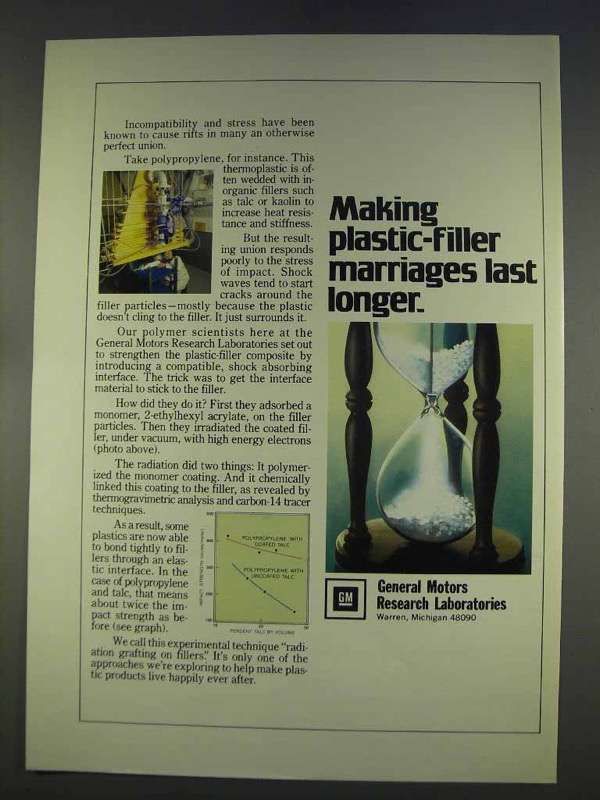 Incompatibility and stress have been
known to cause rifts in many an otherwise
perfect union.
Take polypropylene, for instance. This
thermoplastic is of-
ten wedded with in-
organic fillers such
as talc or kaolin to
increase heat resis-
tance and stiffness.
But the result-
ing union responds
poorly to the stress
of impact. Shock
waves tend to start
cracks around the
filler particles—mostly because the plastic
doesn't cling to the filler. It just surrounds it.
Our polymer scientists here at the
General Motors Research Laboratories set out
to strengthen the plastic-filler composite by
introducing a compatible, shock absorbing
interface. The trick was to get the interface
material to stick to the filler.
How did they do it? First they adsorbed a
monomer, 2-ethylhexyl acrylate, on the filler
particles. Then they irradiated the coated fil-
ler, under vacuum, with high energy electrons
(photo above).
The radiation did two things: It polymer-
ized the monomer coating. And it chemically
linked this coating to the filler, as revealed by
thermogravimetric analysis and carbon-14 tracer
techniques.
As a result, some
plastics are now able
to bond tightly to fil-
lers through an elas-
tic interface. In the
case of polypropylene
and talc, that means
about twice the im-
pact strength as be-
fore (see graph).
POLYPROPYLENE WITH
"COATED TALC"
POLYPROPYLENE WITH
"UNCOATED TALC"
PERCENT TALC BY VOLUME
We call this experimental technique "radi-
ation grafting on fillers." It's only one of the
approaches we're exploring to help make plas-
tic products live happily ever after.
Making
plastic-filler
marriages last
longer.
GM
General Motors
Research Laboratories
Warren, Michigan 48090